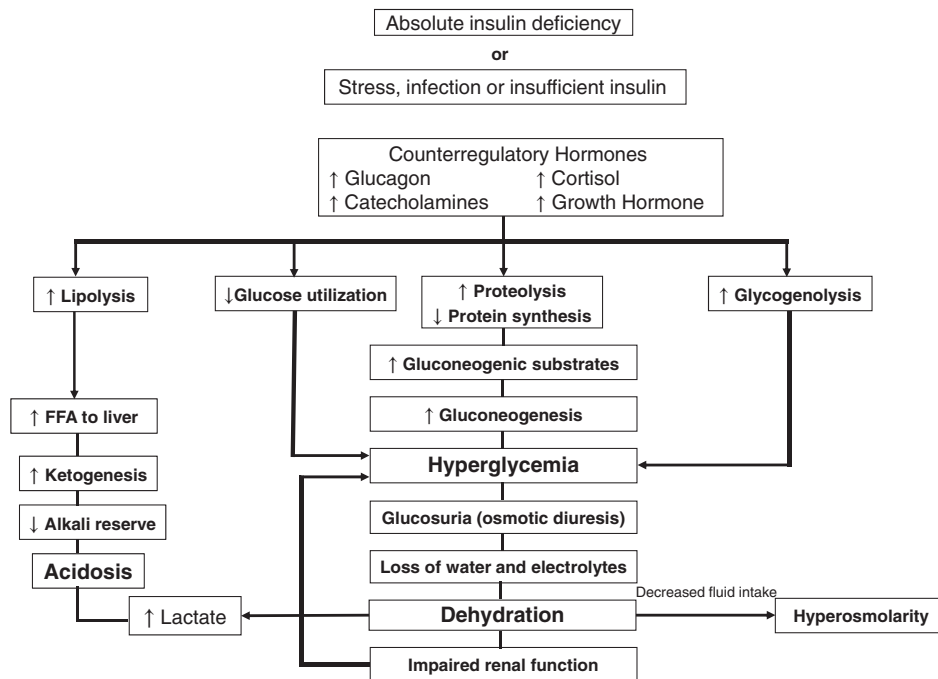 Absolute insulin deficiency
or
Stress, infection or insufficient insulin
Counterregulatory Hormones
↑ Glucagon ↑ Cortisol
↑ Catecholamines ↑ Growth Hormone
↑ Lipolysis
↓Glucose utilization
↑ Proteolysis
↓ Protein synthesis
↑ Glycogenolysis
↑ Gluconeogenic substrates
↑ FFA to liver
↑ Gluconeogenesis
↑ Ketogenesis
Hyperglycemia
↓ Alkali reserve
Glucosuria (osmotic diuresis)
Acidosis
Loss of water and electrolytes
↑ Lactate
Dehydration
Decreased fluid intake
Hyperosmolarity
Impaired renal function